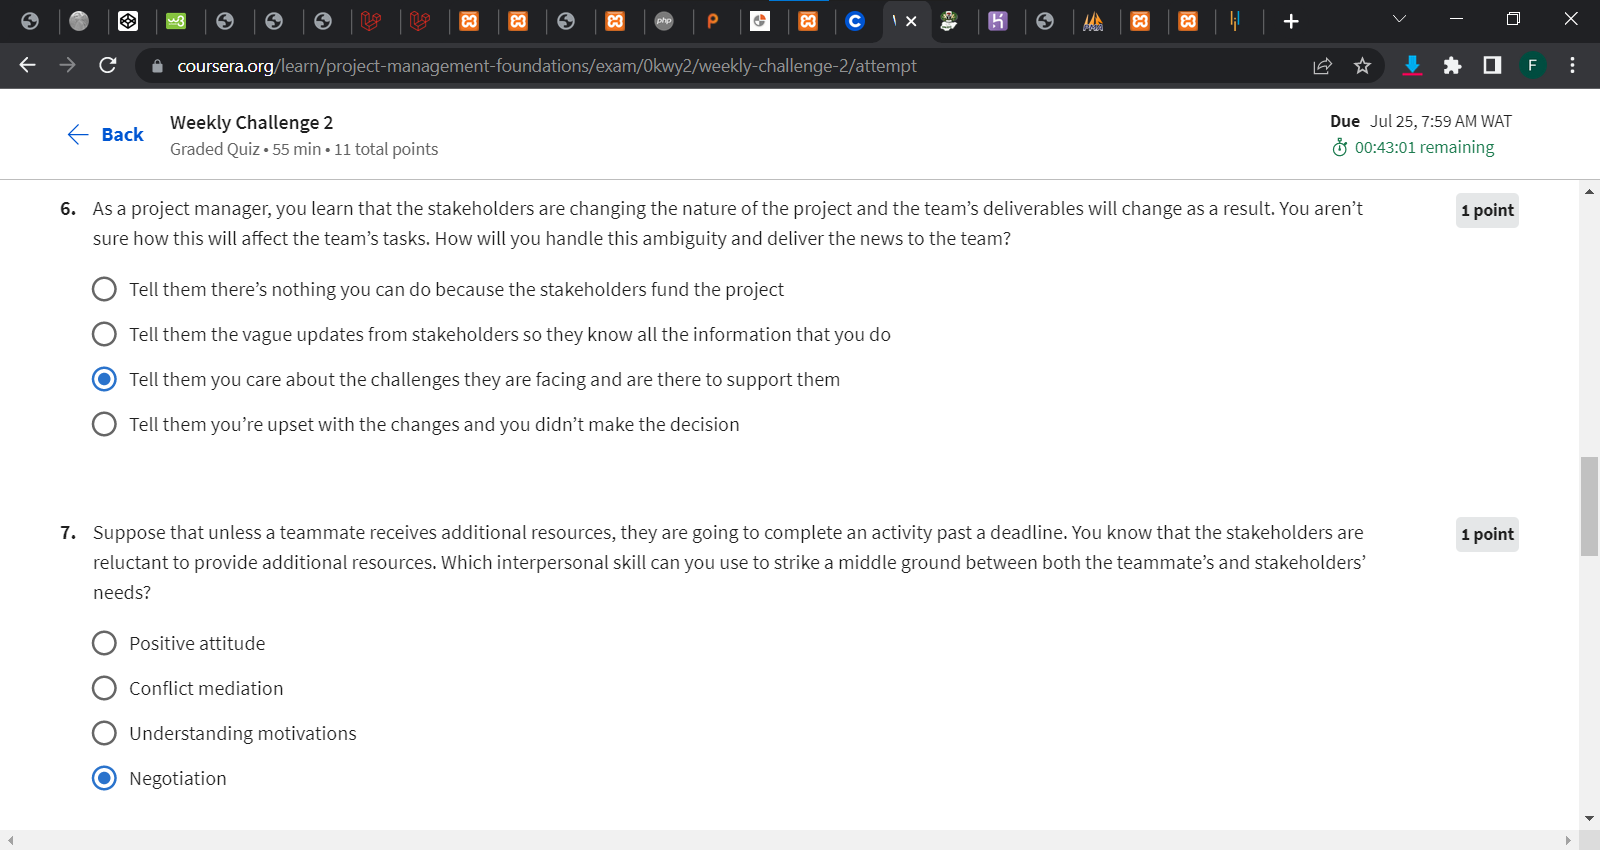 php
coursera.org/learn/project-management-foundations/exam/0kwy2/weekly-challenge-2/attempt
F
Back
Weekly Challenge 2
Graded Quiz • 55 min • 11 total points
Due Jul 25, 7:59 AM WAT
00:43:01 remaining
6. As a project manager, you learn that the stakeholders are changing the nature of the project and the team’s deliverables will change as a result. You aren’t
sure how this will affect the team’s tasks. How will you handle this ambiguity and deliver the news to the team?
1 point
Tell them there’s nothing you can do because the stakeholders fund the project
Tell them the vague updates from stakeholders so they know all the information that you do
Tell them you care about the challenges they are facing and are there to support them
Tell them you’re upset with the changes and you didn’t make the decision
7. Suppose that unless a teammate receives additional resources, they are going to complete an activity past a deadline. You know that the stakeholders are
reluctant to provide additional resources. Which interpersonal skill can you use to strike a middle ground between both the teammate’s and stakeholders’
needs?
1 point
Positive attitude
Conflict mediation
Understanding motivations
Negotiation